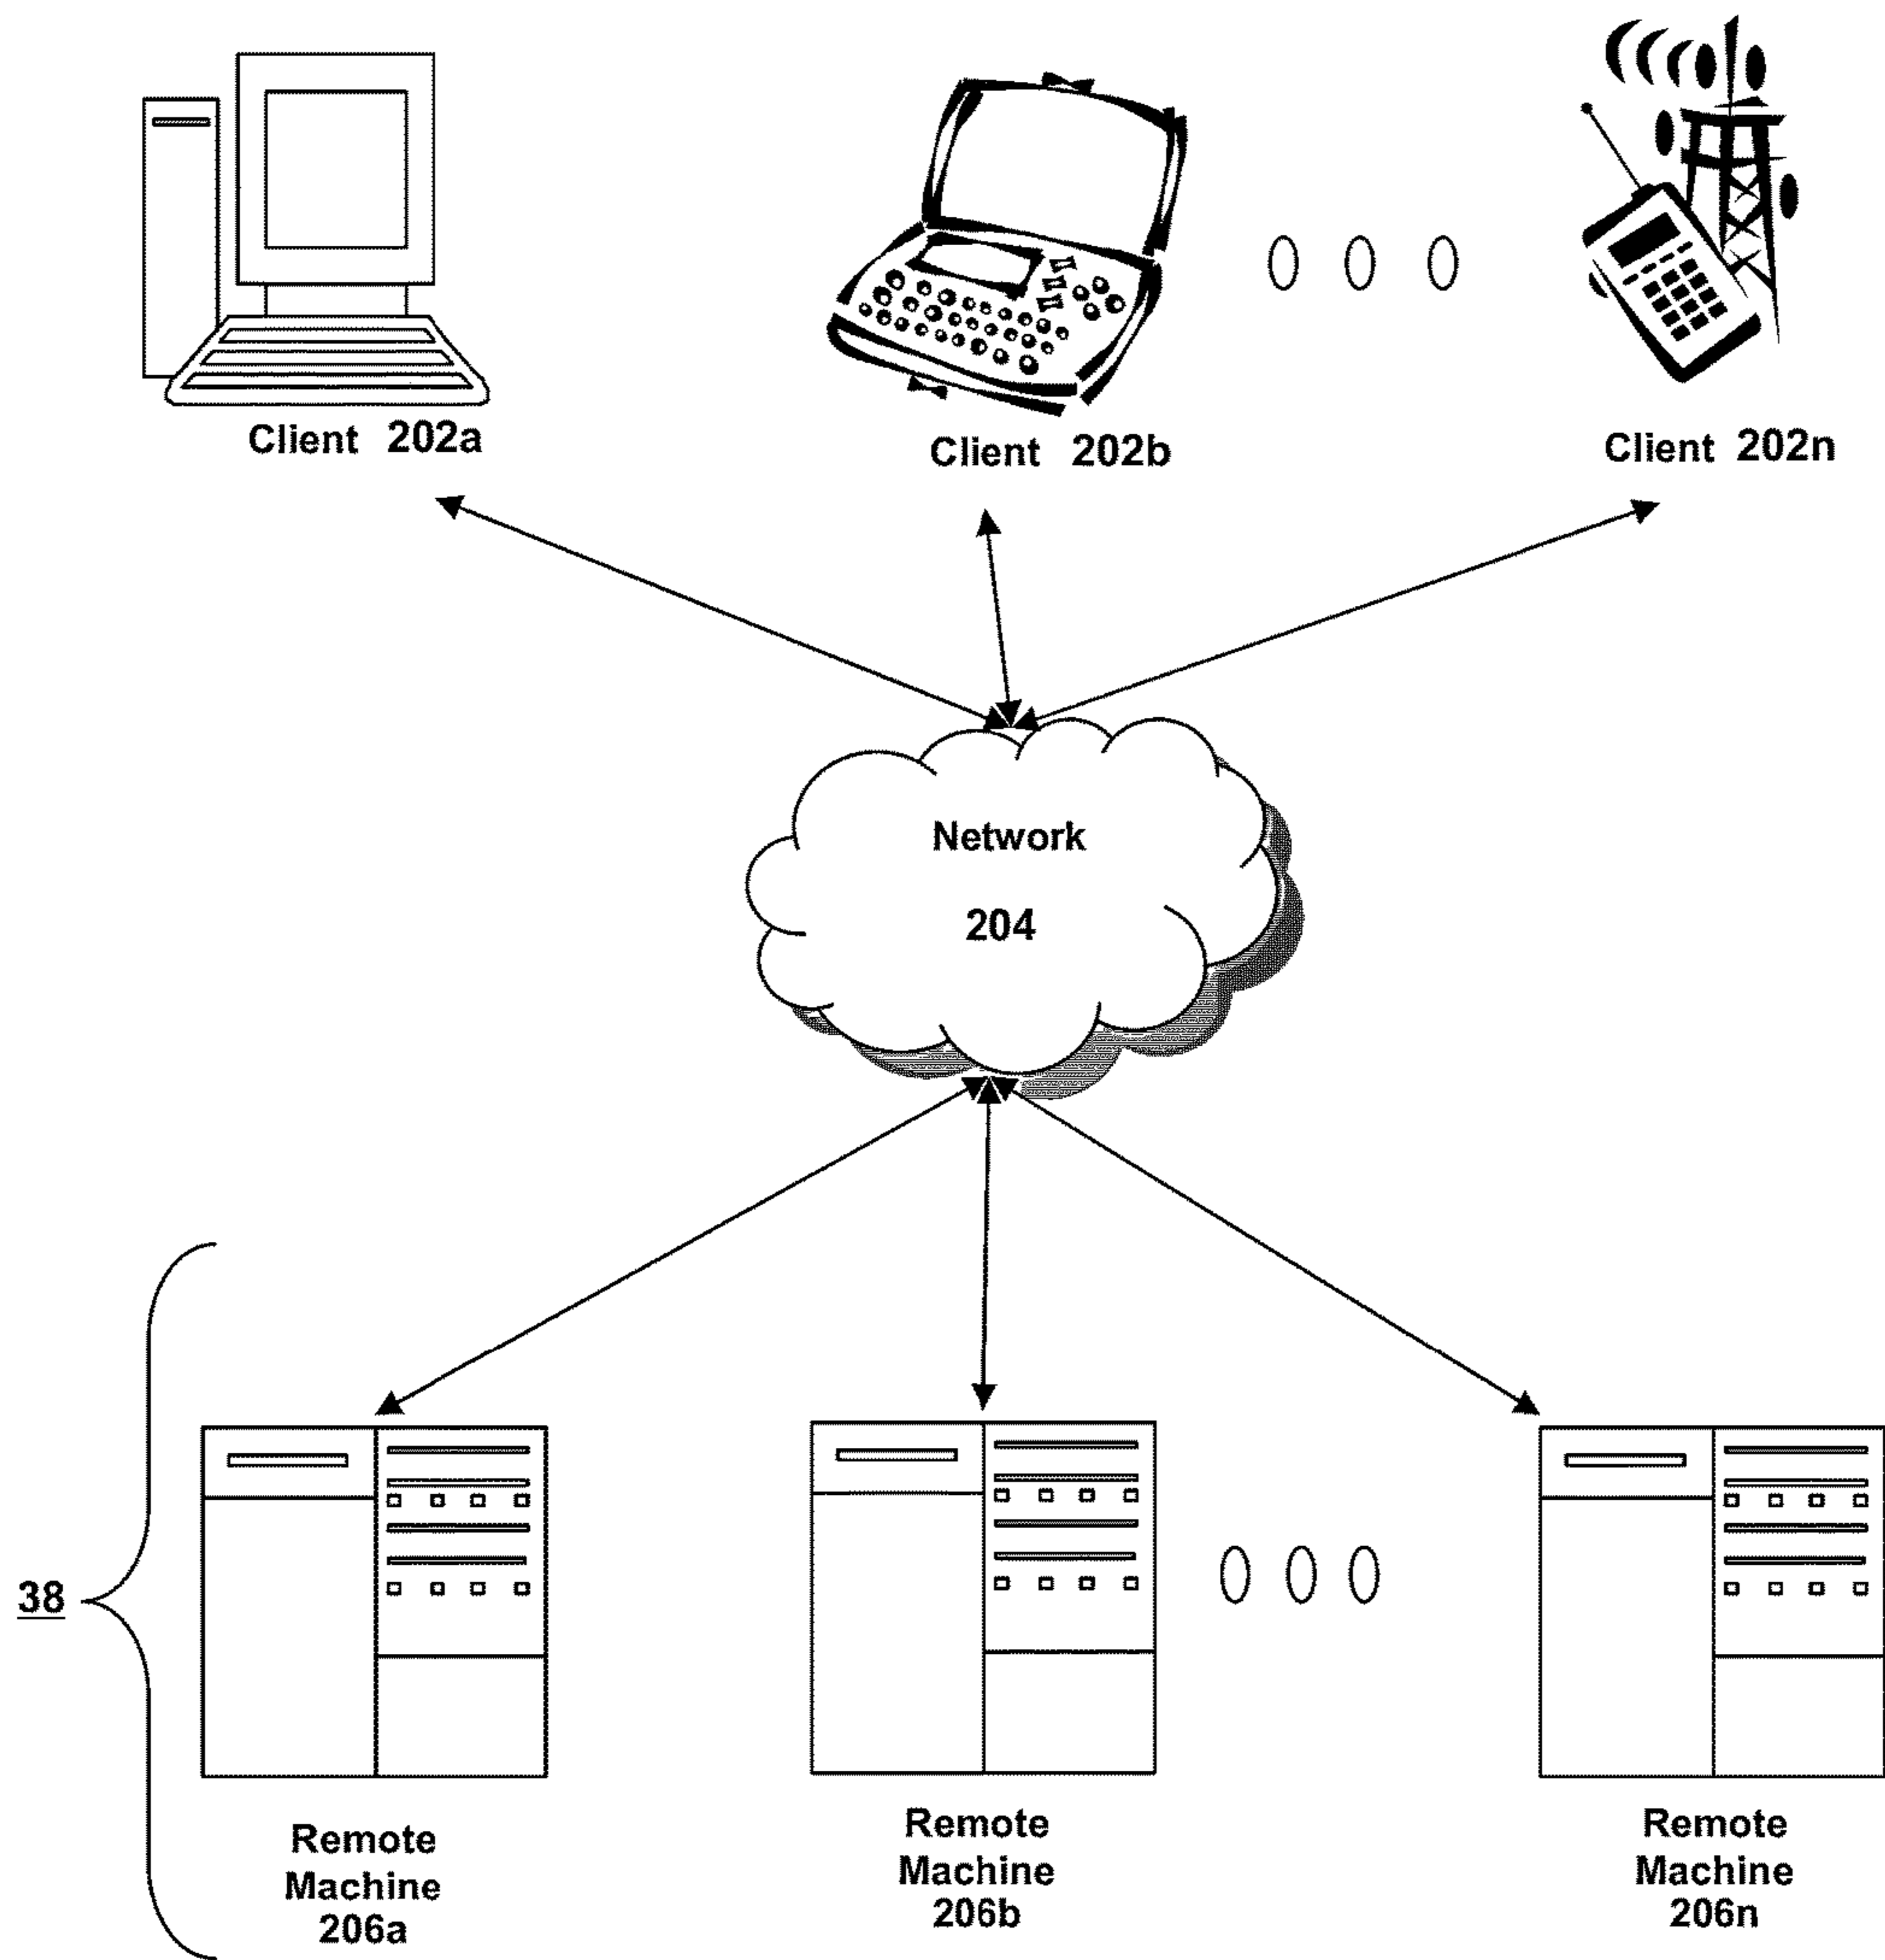 Client 202a
Client 202b
Client 202n
Network
204
38
Remote
Machine
206a
Remote
Machine
206b
Remote
Machine
206n